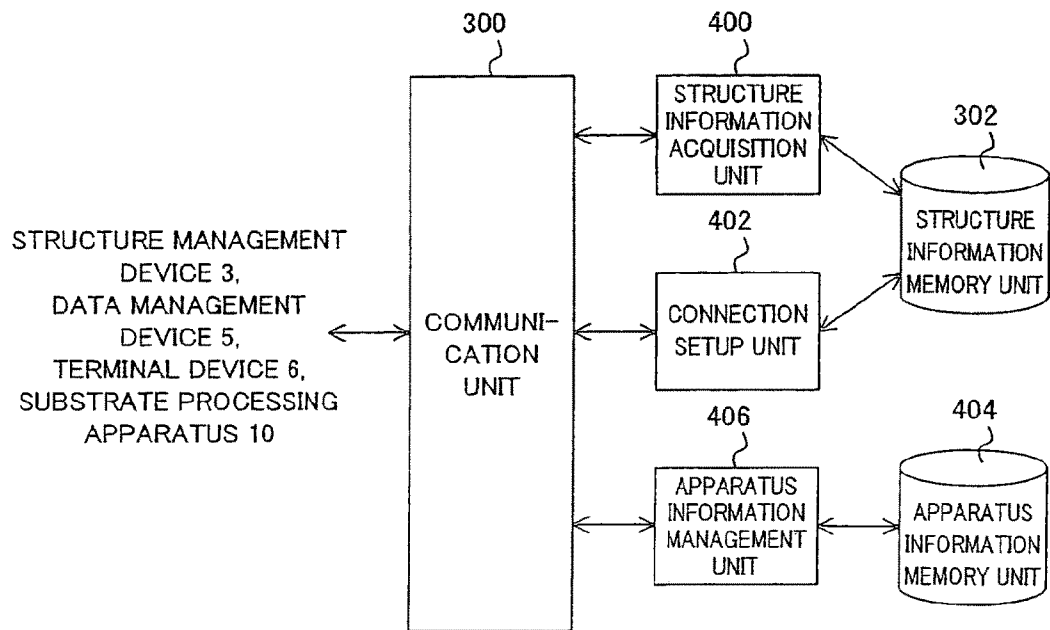 300
400
STRUCTURE
INFORMATION
ACQUISITION
UNIT
302
STRUCTURE
INFORMATION
MEMORY UNIT
402
CONNECTION
SETUP UNIT
STRUCTURE MANAGEMENT
DEVICE 3,
DATA MANAGEMENT
DEVICE 5,
TERMINAL DEVICE 6,
SUBSTRATE PROCESSING
APPARATUS 10
COMMUNI-
CATION
UNIT
406
APPARATUS
INFORMATION
MANAGEMENT
UNIT
404
APPARATUS
INFORMATION
MEMORY UNIT